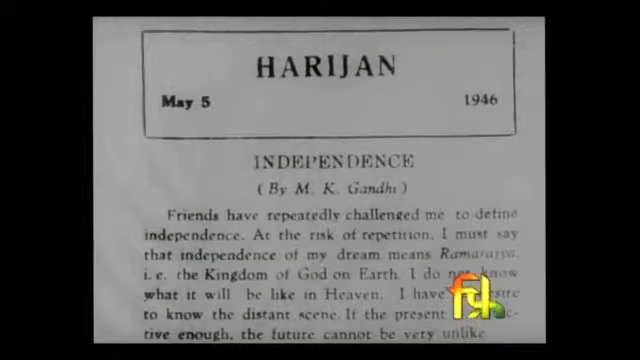 HARIJAN
May 5 1946
INDEPENDENCE
(By M. K. Gandhi)
Friends have repeatedly challenged me to define
independence. At the risk of repetition, I must say
that independence of my dream means Ramarajya,
i. e. the Kingdom of God on Earth. I do not know
what it will be like in Heaven. I have desire
to know the distant scene. If the present
tive enough, the future cannot be very unlike